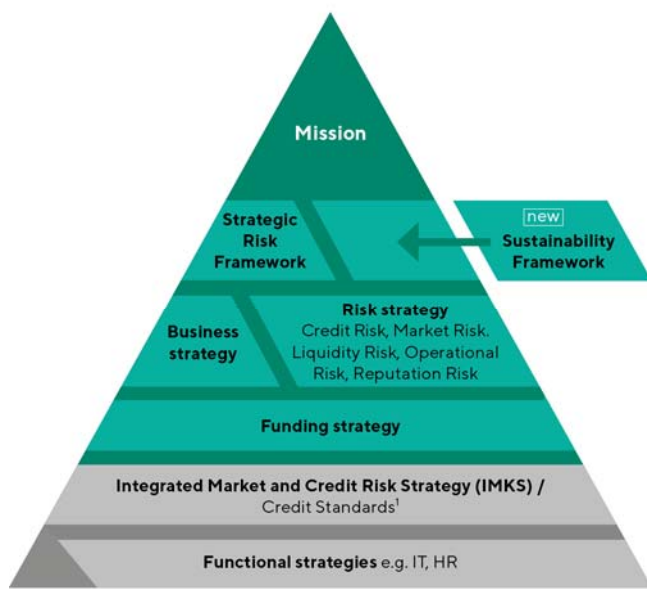 Mission
Strategic
Risk
Framework
new
Sustainability
Framework
Business
strategy
Risk strategy
Credit Risk, Market Risk.
Liquidity Risk, Operational
Risk, Reputation Risk
Funding strategy
Integrated Market and Credit Risk Strategy (IMKS) /
Credit Standards¹
Functional strategies e.g. IT, HR